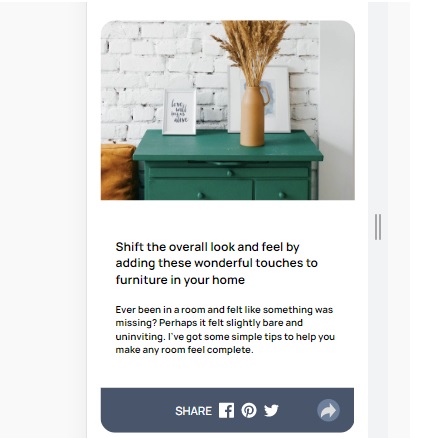 Shift the overall look and feel by
adding these wonderful touches to
furniture in your home
Ever been in a room and felt like something was
missing? Perhaps it felt slightly bare and
uninviting. I've got some simple tips to help you
make any room feel complete.
SHARE